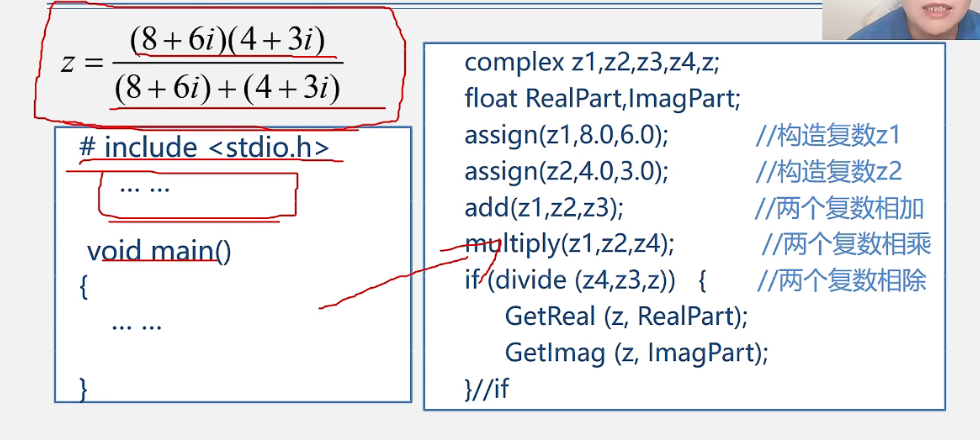 z = (8+6i)(4+3i)
(8+6i)+(4+3i)
# include <stdio.h>
... ...
void main()
{
... ...
}
complex z1,z2,z3,z4,z;
float RealPart,ImagPart;
assign(z1,8.0,6.0); //构造复数z1
assign(z2,4.0,3.0); //构造复数z2
add(z1,z2,z3); //两个复数相加
multiply(z1,z2,z4); //两个复数相乘
if (divide (z4,z3,z)) { //两个复数相除
GetReal (z, RealPart);
GetImag (z, ImagPart);
}//if